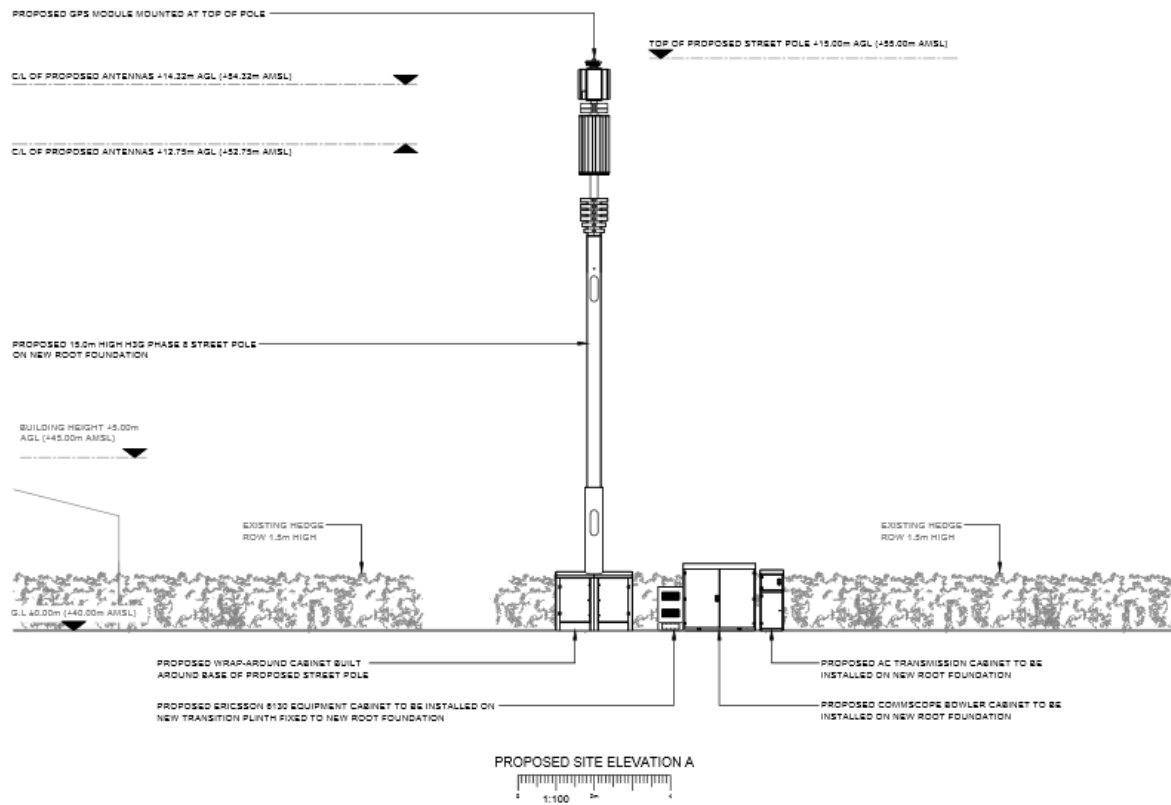 PROPOSED GPS MODULE MOUNTED AT TOP OF POLE
TOP OF PROPOSED STREET POLE +15.00m AGL (+55.00m AMSL)
C/L OF PROPOSED ANTENNAS +14.32m AGL (+54.32m AMSL)
C/L OF PROPOSED ANTENNAS +12.75m AGL (+52.75m AMSL)
PROPOSED 15.0m HIGH H3G PHASE 8 STREET POLE
ON NEW ROOT FOUNDATION
BUILDING HEIGHT +5.00m
AGL (+45.00m AMSL)
EXISTING HEDGE
ROW 1.5m HIGH
EXISTING HEDGE
ROW 1.5m HIGH
G.L ±0.00m (+40.00m AMSL)
PROPOSED WRAP-AROUND CABINET BUILT
AROUND BASE OF PROPOSED STREET POLE
PROPOSED AC TRANSMISSION CABINET TO BE
INSTALLED ON NEW ROOT FOUNDATION
PROPOSED ERICSSON 6130 EQUIPMENT CABINET TO BE INSTALLED ON
NEW TRANSITION PLINTH FIXED TO NEW ROOT FOUNDATION
PROPOSED COMMSCOPE BOWLER CABINET TO BE
INSTALLED ON NEW ROOT FOUNDATION
PROPOSED SITE ELEVATION A
1:100